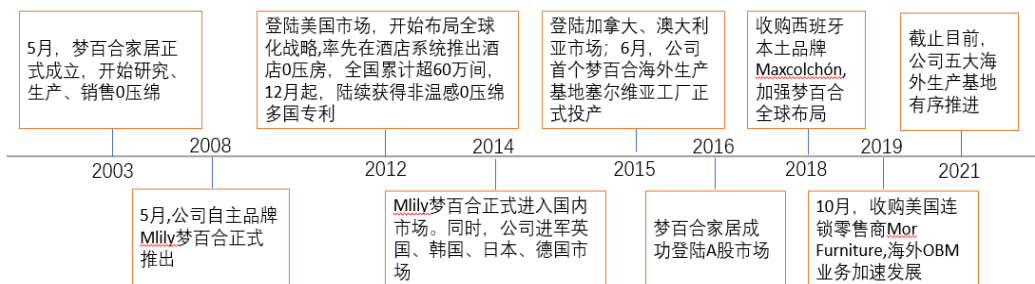 5月，梦百合家居正
式成立，开始研究、
生产、销售0压绵
登陆美国市场，开始布局全球
化战略,率先在酒店系统推出酒
店0压房，全国累计超60万间，
12月起，陆续获得非温感0压绵
多国专利
登陆加拿大、澳大利
亚市场；6月，公司
首个梦百合海外生产
基地塞尔维亚工厂正
式投产
收购西班牙
本土品牌
Maxcolchón,
加强梦百合
全球布局
截止目前，
公司五大海
外生产基地
有序推进
2008
2014
2016
2019
2003
2012
2015
2018
2021
5月,公司自主品牌
Mlily梦百合正式
推出
Mlily梦百合正式进入国内
市场。同时，公司进军英
国、韩国、日本、德国市
场
梦百合家居成
功登陆A股市场
10月，收购美国连
锁零售商Mor
Furniture,海外OBM
业务加速发展